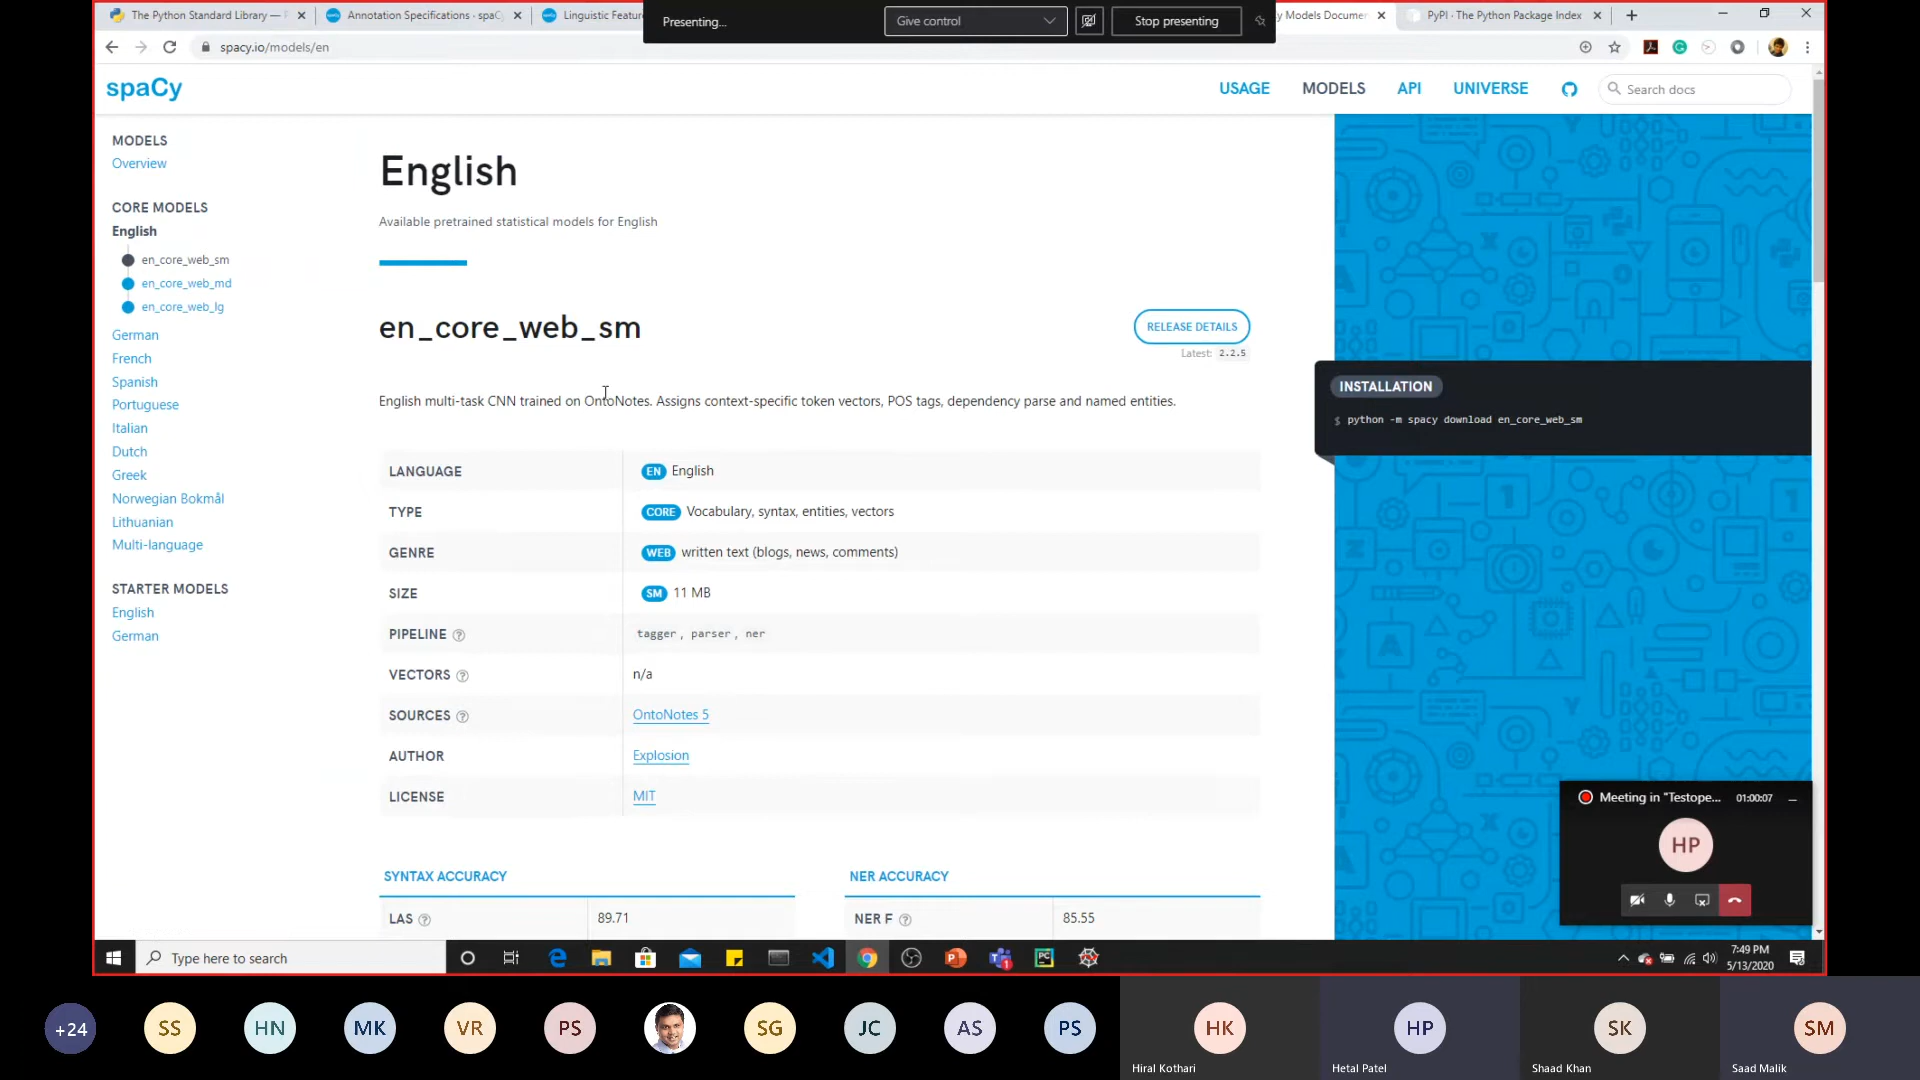 The Python Standard Library — F
Annotation Specifications · spaC
Linguistic Featur
Presenting...
Give control
Stop presenting
y Models Documen
PyPI · The Python Package Index
spacy.io/models/en
spaCy
USAGE
MODELS
API
UNIVERSE
Search docs
MODELS
Overview
CORE MODELS
English
en_core_web_sm
en_core_web_md
en_core_web_lg
German
French
Spanish
Portuguese
Italian
Dutch
Greek
Norwegian Bokmål
Lithuanian
Multi-language
STARTER MODELS
English
German
English
Available pretrained statistical models for English
en_core_web_sm
RELEASE DETAILS
Latest: 2.2.5
English multi-task CNN trained on OntoNotes. Assigns context-specific token vectors, POS tags, dependency parse and named entities.
LANGUAGE EN English
TYPE CORE Vocabulary, syntax, entities, vectors
GENRE WEB written text (blogs, news, comments)
SIZE SM 11 MB
PIPELINE ? tagger, parser, ner
VECTORS ? n/a
SOURCES ? OntoNotes 5
AUTHOR Explosion
LICENSE MIT
SYNTAX ACCURACY
LAS ? 89.71
NER ACCURACY
NER F ? 85.55
INSTALLATION
$ python -m spacy download en_core_web_sm
Meeting in "Testope... 01:00:07
HP
Type here to search
7:49 PM
5/13/2020
+24
SS
HN
MK
VR
PS
SG
JC
AS
PS
HK
Hiral Kothari
HP
Hetal Patel
SK
Shaad Khan
SM
Saad Malik